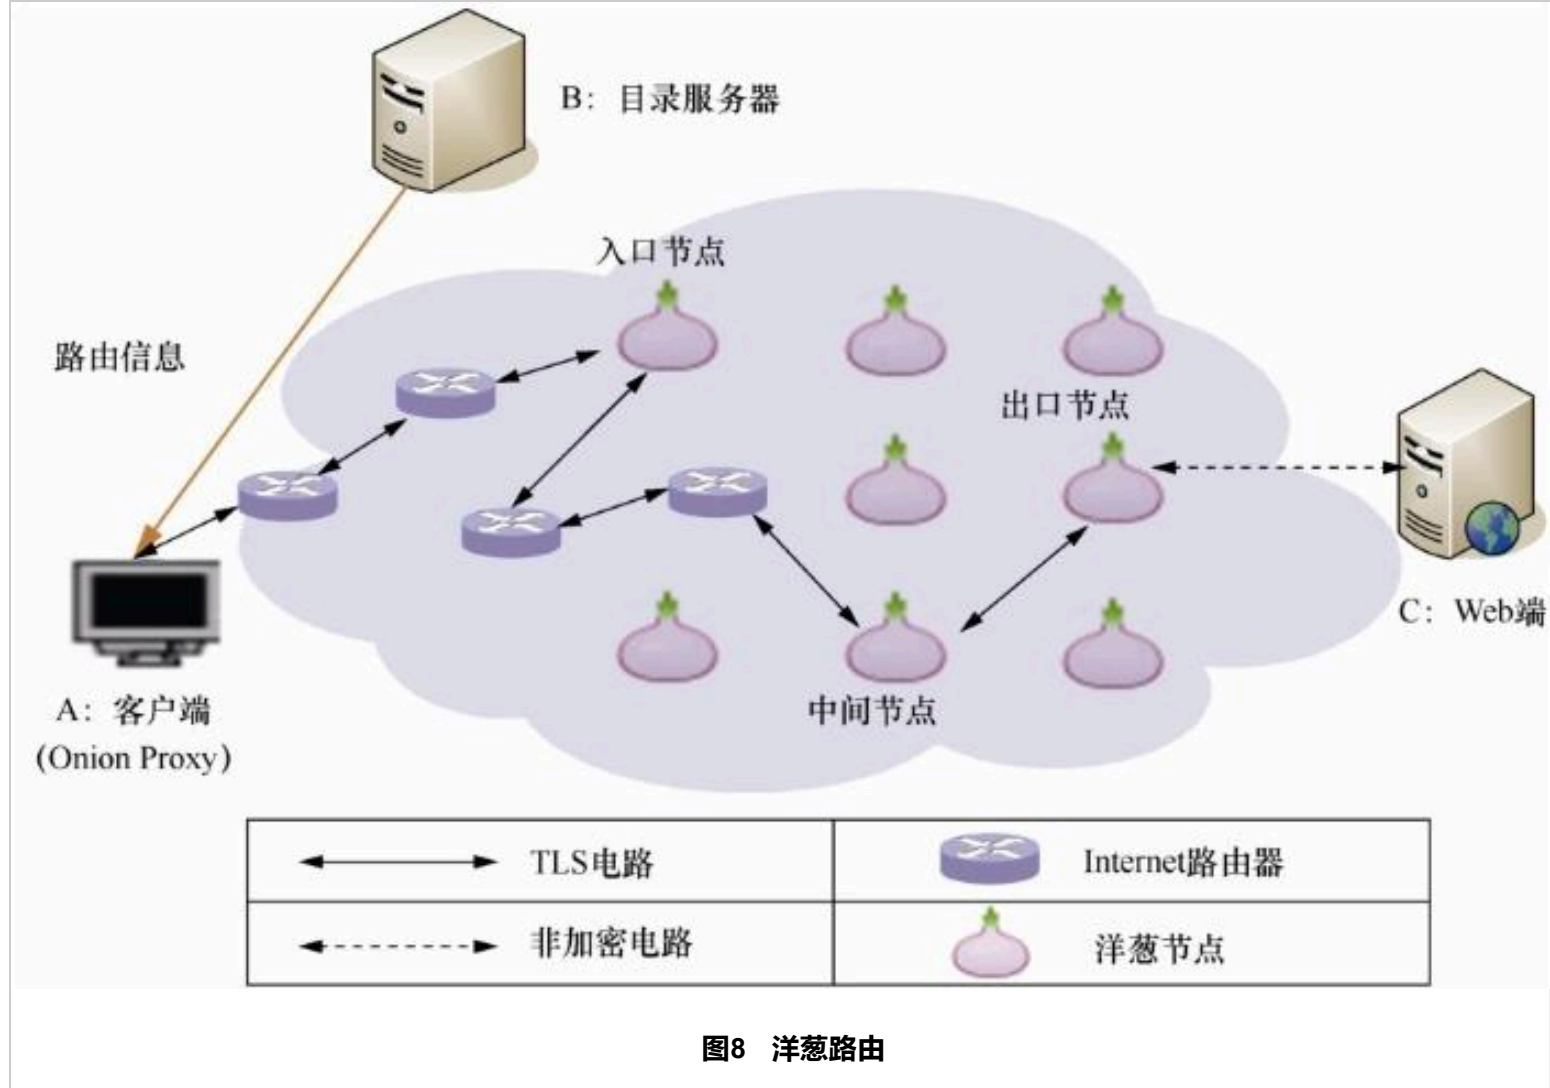 B：目录服务器
入口节点
路由信息
出口节点
C：Web端
A：客户端
(Onion Proxy)
中间节点
TLS电路
Internet路由器
非加密电路
洋葱节点
图8 洋葱路由